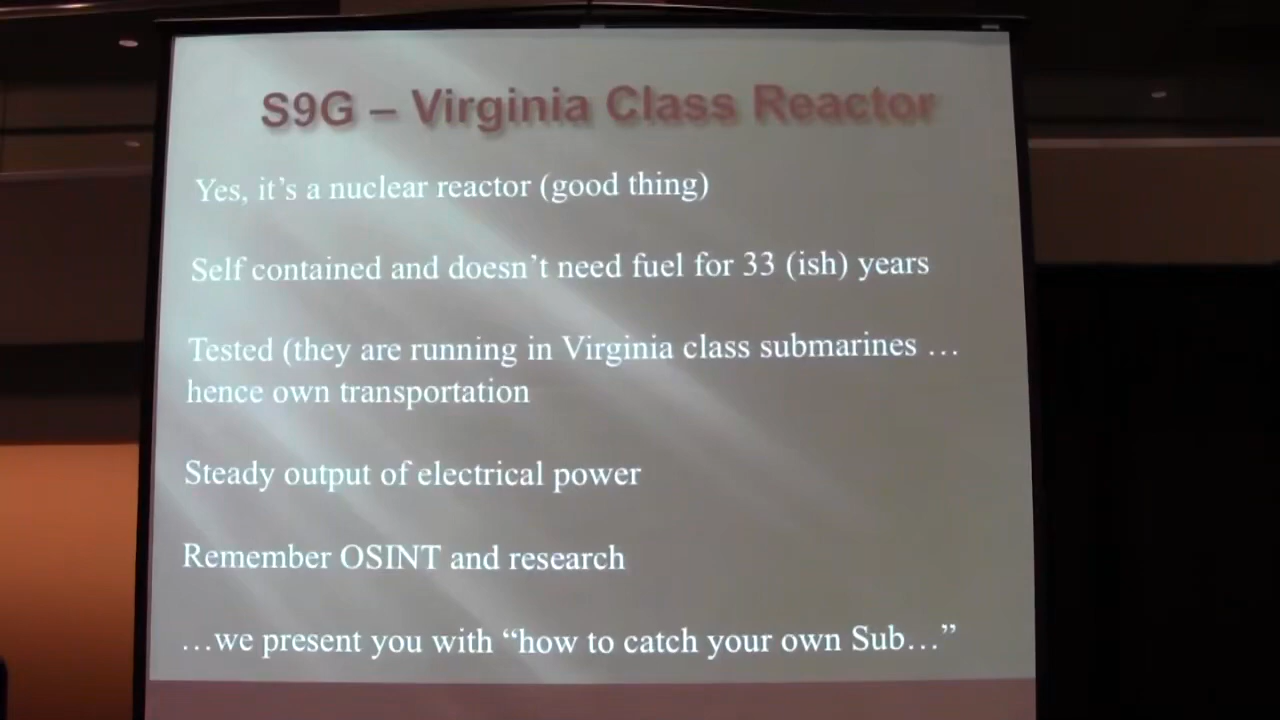 S9G – Virginia Class Reactor
Yes, it’s a nuclear reactor (good thing)
Self contained and doesn’t need fuel for 33 (ish) years
Tested (they are running in Virginia class submarines …
hence own transportation
Steady output of electrical power
Remember OSINT and research
…we present you with “how to catch your own Sub…”